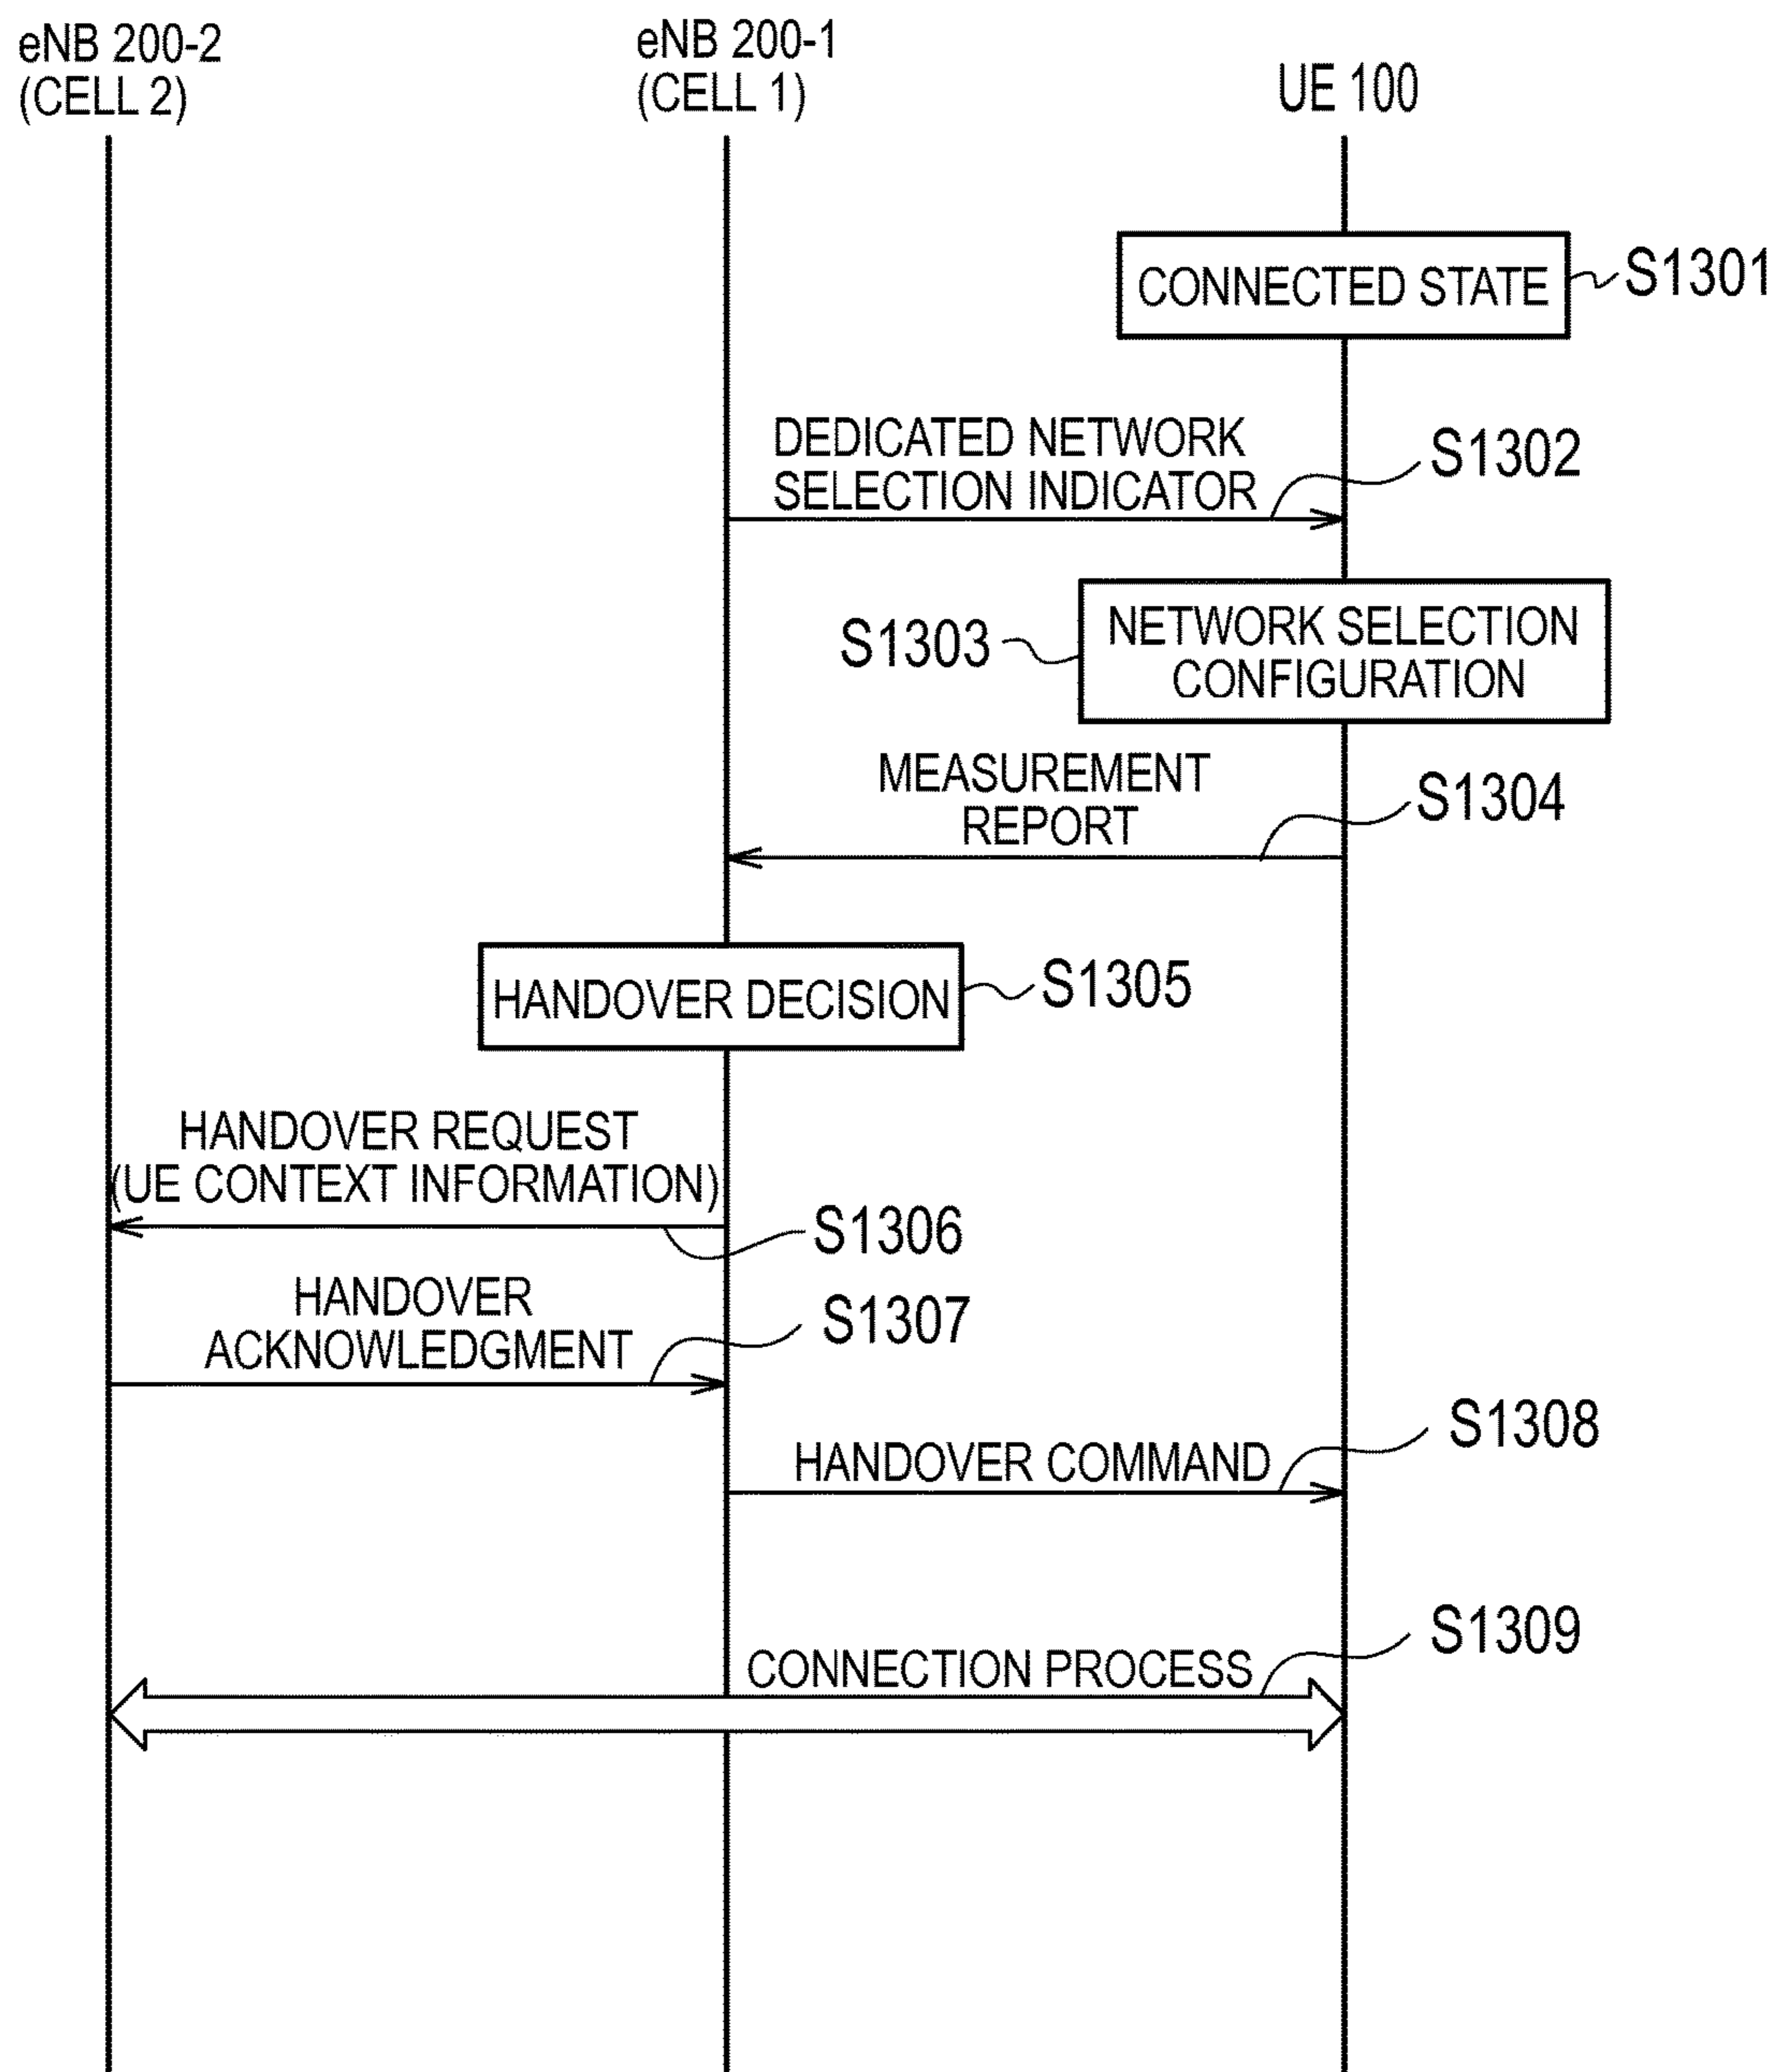 eNB 200-2
(CELL 2)
eNB 200-1
(CELL 1)
UE 100
CONNECTED STATE
S1301
DEDICATED NETWORK
SELECTION INDICATOR
S1302
S1303
NETWORK SELECTION
CONFIGURATION
MEASUREMENT
REPORT
S1304
HANDOVER DECISION
S1305
HANDOVER REQUEST
(UE CONTEXT INFORMATION)
S1306
HANDOVER
ACKNOWLEDGMENT
S1307
HANDOVER COMMAND
S1308
CONNECTION PROCESS
S1309